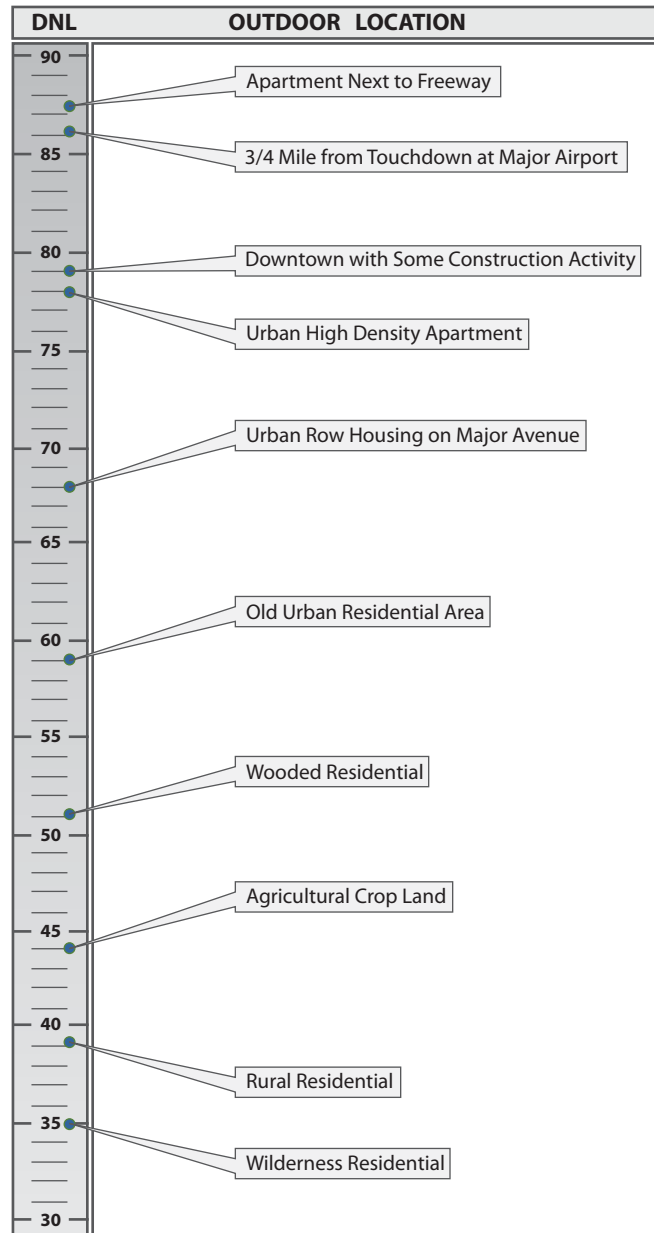 DNL OUTDOOR LOCATION
90
Apartment Next to Freeway
3/4 Mile from Touchdown at Major Airport
85
80
Downtown with Some Construction Activity
Urban High Density Apartment
75
Urban Row Housing on Major Avenue
70
65
Old Urban Residential Area
60
55
Wooded Residential
50
Agricultural Crop Land
45
40
Rural Residential
35
Wilderness Residential
30